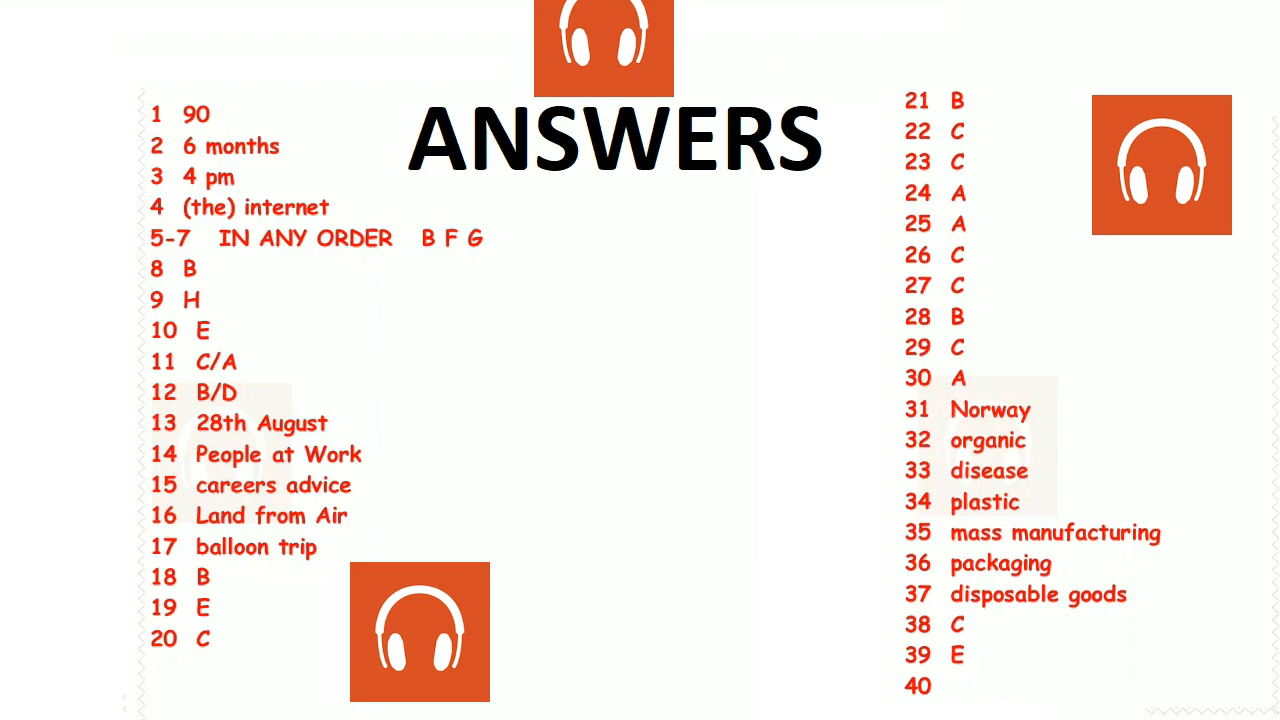 ANSWERS
1 90
2 6 months
3 4 pm
4 (the) internet
5-7 IN ANY ORDER B F G
8 B
9 H
10 E
11 C/A
12 B/D
13 28th August
14 People at Work
15 careers advice
16 Land from Air
17 balloon trip
18 B
19 E
20 C
21 B
22 C
23 C
24 A
25 A
26 C
27 C
28 B
29 C
30 A
31 Norway
32 organic
33 disease
34 plastic
35 mass manufacturing
36 packaging
37 disposable goods
38 C
39 E
40